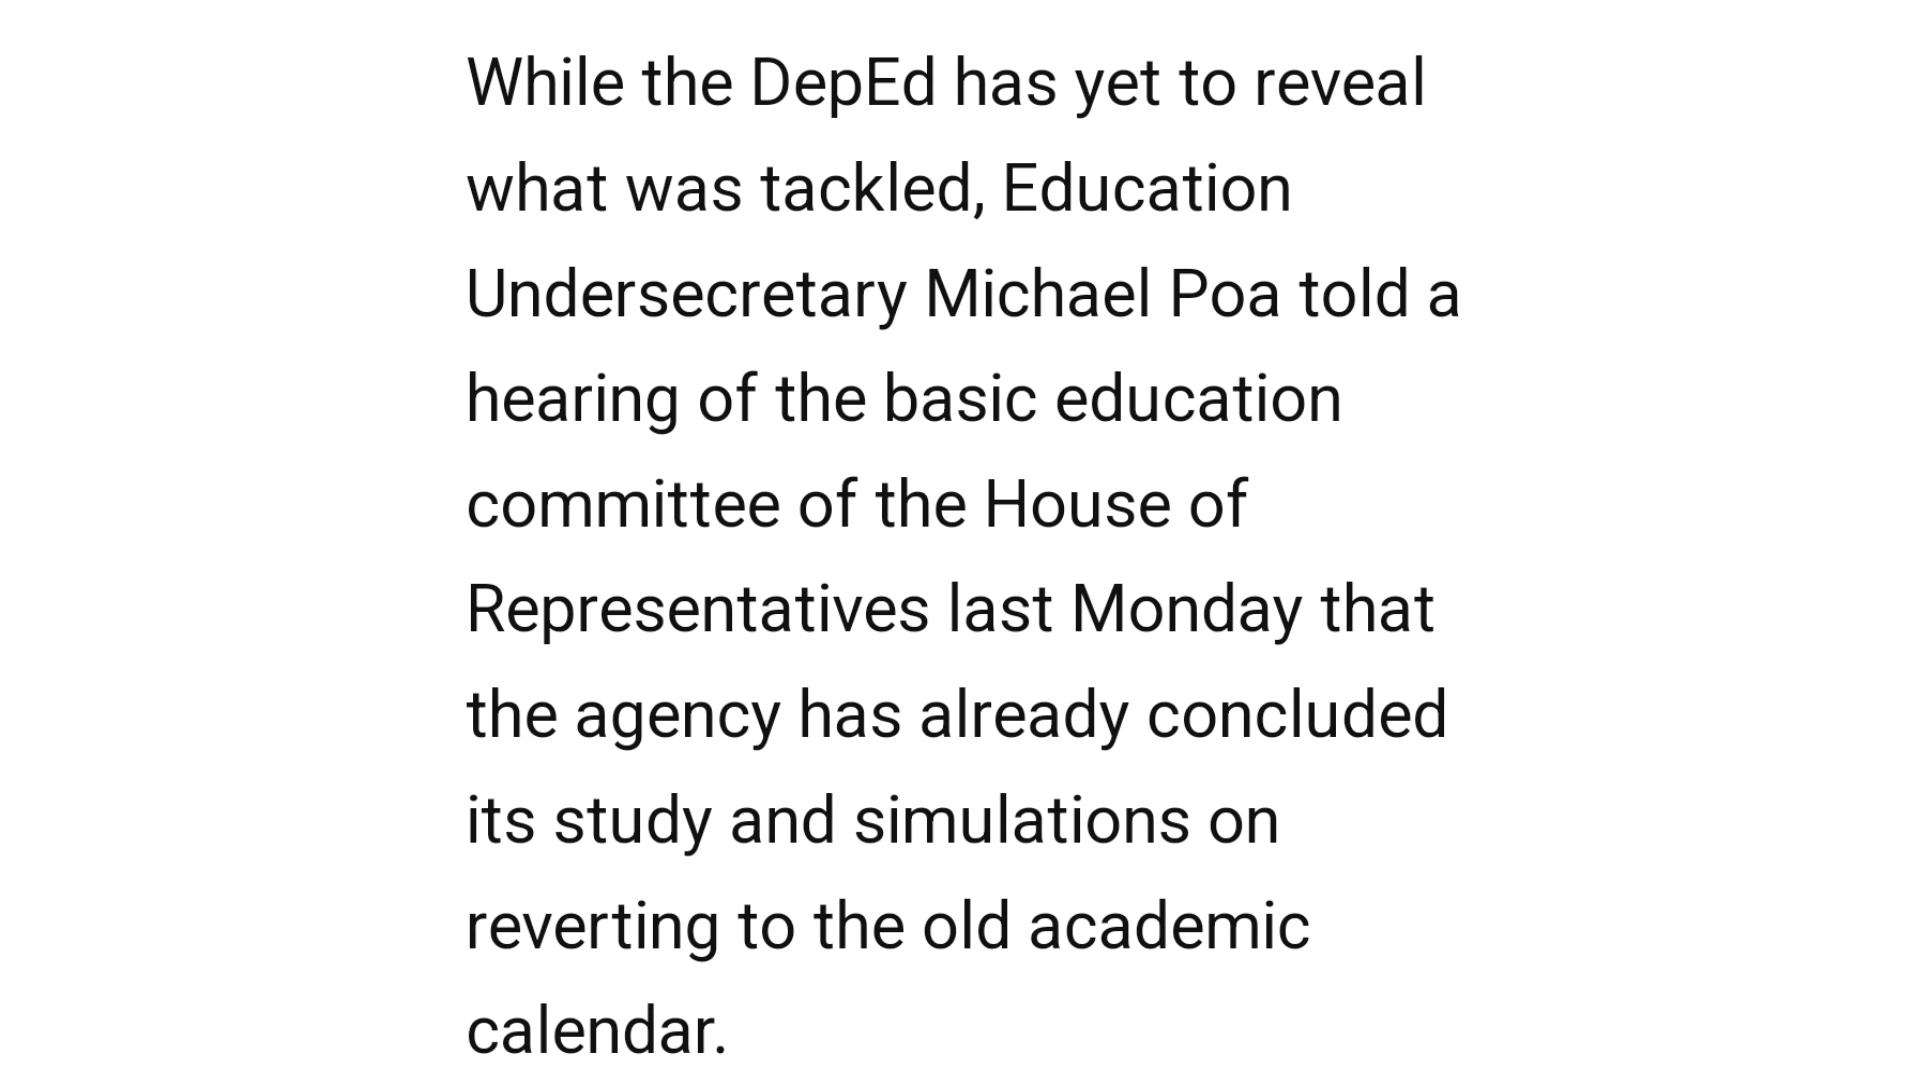 While the DepEd has yet to reveal
what was tackled, Education
Undersecretary Michael Poa told a
hearing of the basic education
committee of the House of
Representatives last Monday that
the agency has already concluded
its study and simulations on
reverting to the old academic
calendar.